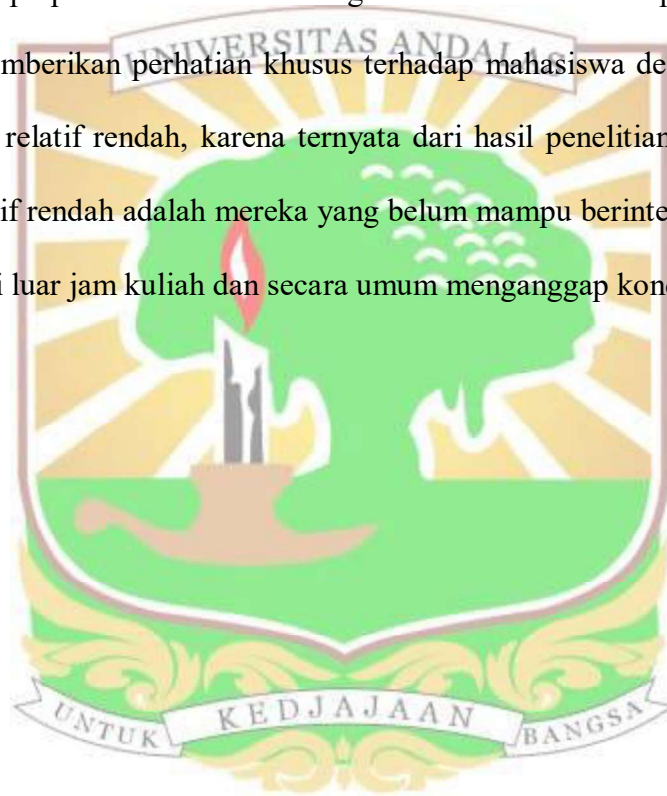 UNIVERSITAS ANDALAS
mberikan perhatian khusus terhadap mahasiswa de
relatif rendah, karena ternyata dari hasil penelitian
if rendah adalah mereka yang belum mampu berinte
i luar jam kuliah dan secara umum menganggap kon
UNTUK KEDJAJAAN BANGSA